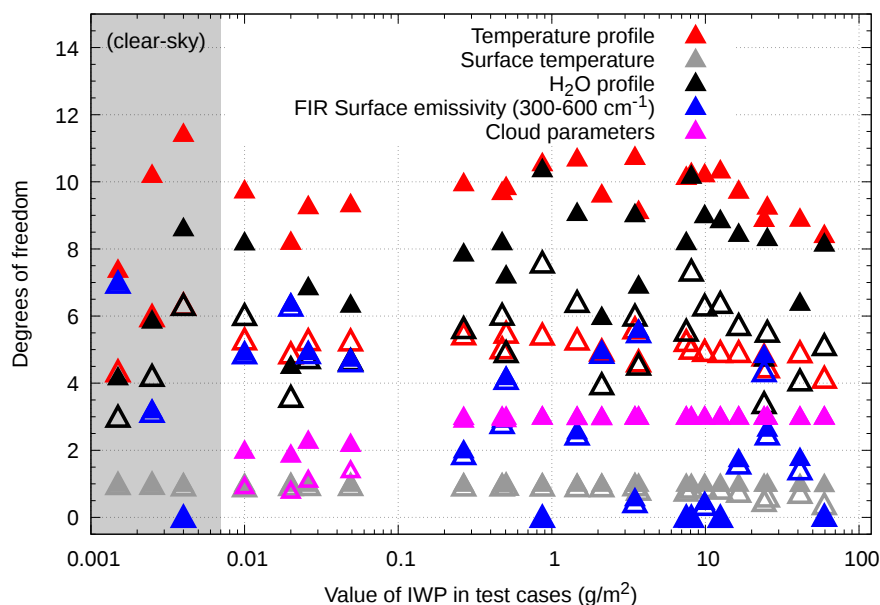 (clear-sky)
Temperature profile
Surface temperature
H₂O profile
FIR Surface emissivity (300-600 cm⁻¹)
Cloud parameters
Degrees of freedom
14
12
10
8
6
4
2
0
0.001 0.01 0.1 1 10 100
Value of IWP in test cases (g/m²)